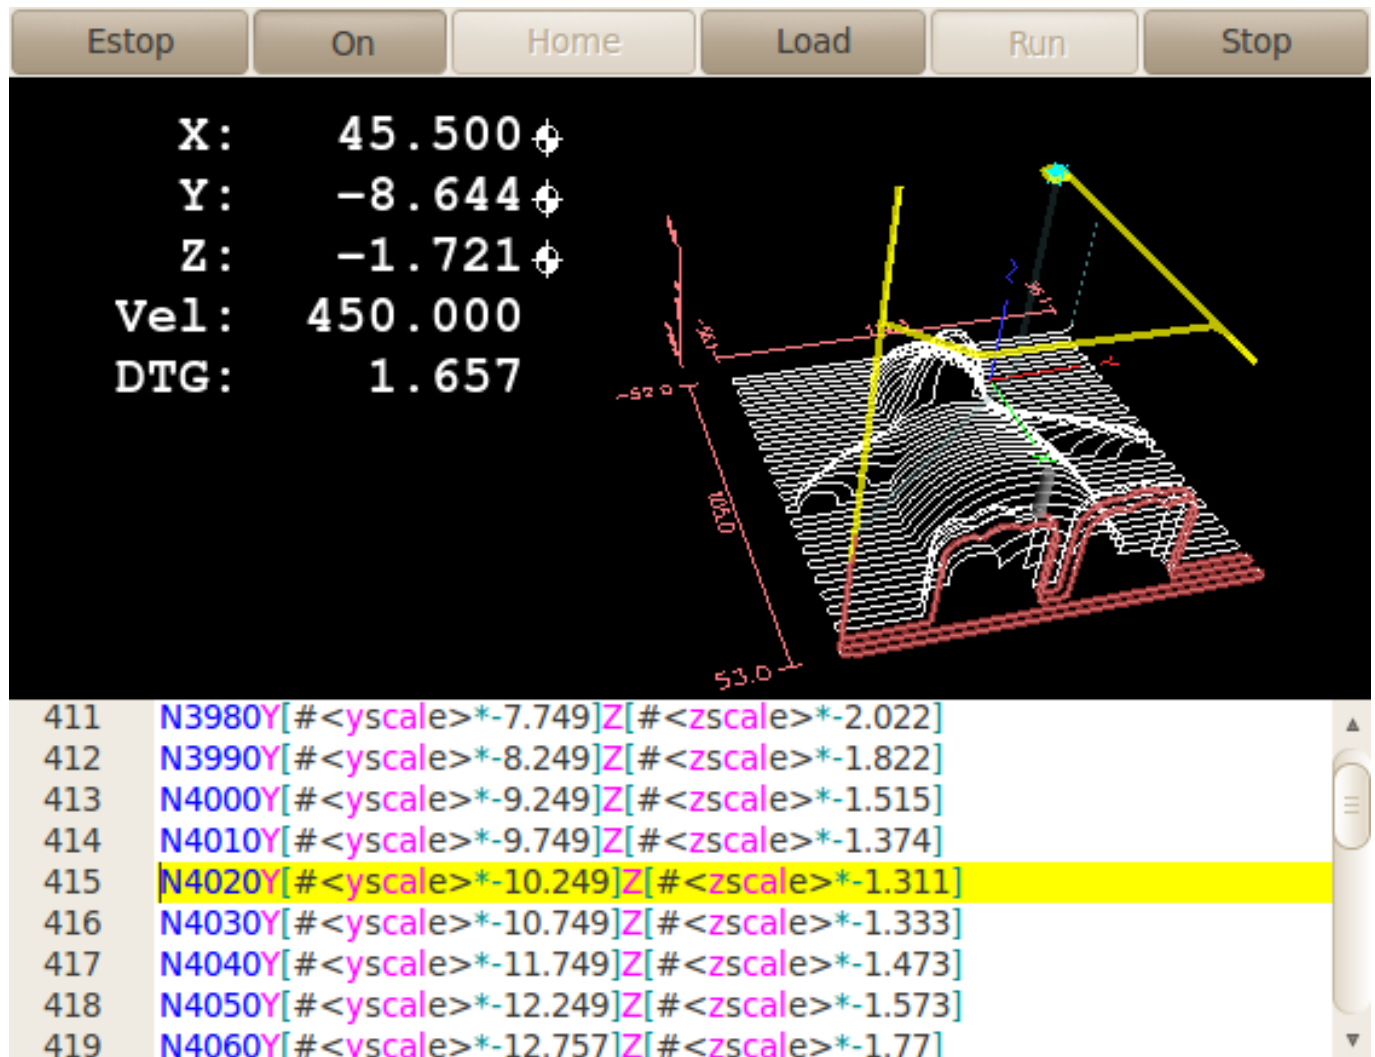 Estop On Home Load Run Stop
X: 45.500
Y: -8.644
Z: -1.721
Vel: 450.000
DTG: 1.657
105.0
53.0
411 N3980Y[#<yscale>*-7.749]Z[#<zscale>*-2.022]
412 N3990Y[#<yscale>*-8.249]Z[#<zscale>*-1.822]
413 N4000Y[#<yscale>*-9.249]Z[#<zscale>*-1.515]
414 N4010Y[#<yscale>*-9.749]Z[#<zscale>*-1.374]
415 N4020Y[#<yscale>*-10.249]Z[#<zscale>*-1.311]
416 N4030Y[#<yscale>*-10.749]Z[#<zscale>*-1.333]
417 N4040Y[#<yscale>*-11.749]Z[#<zscale>*-1.473]
418 N4050Y[#<yscale>*-12.249]Z[#<zscale>*-1.573]
419 N4060Y[#<yscale>*-12.757]Z[#<zscale>*-1.77]